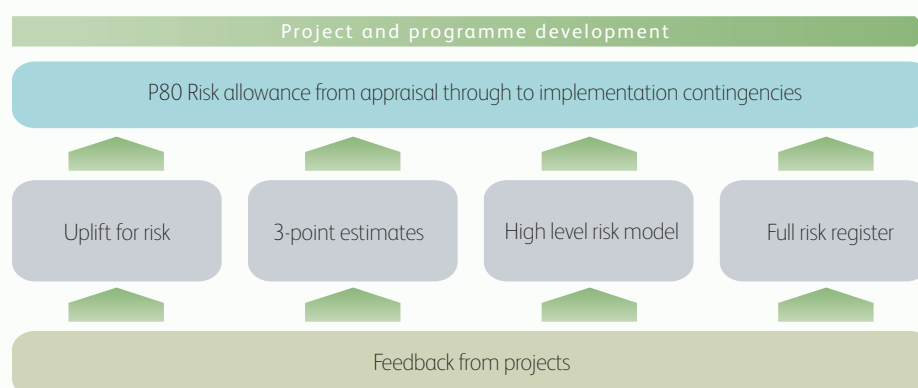 Project and programme development
P80 Risk allowance from appraisal through to implementation contingencies
Uplift for risk
3-point estimates
High level risk model
Full risk register
Feedback from projects